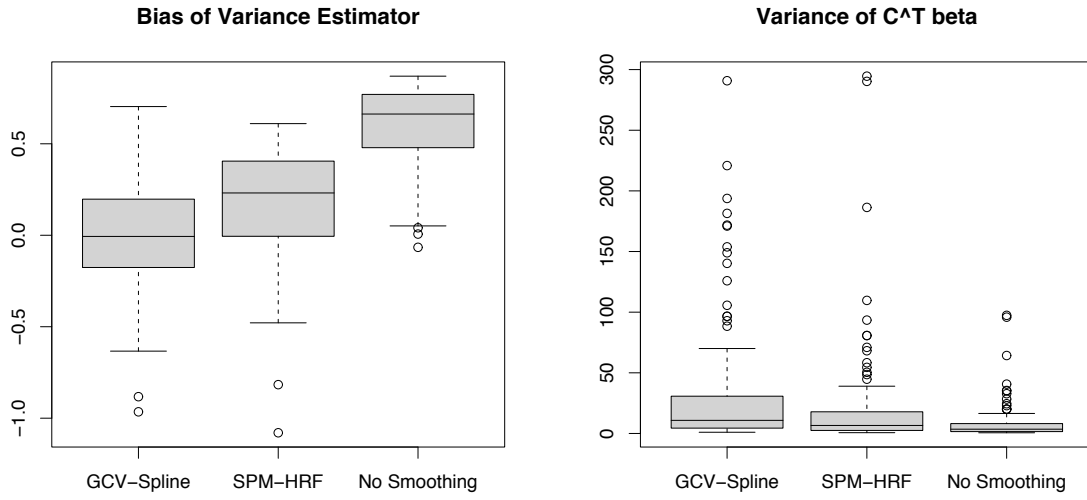 Bias of Variance Estimator
0.5
0.0
−0.5
−1.0
GCV−Spline SPM−HRF No Smoothing
Variance of C^T beta
300
250
200
150
100
50
0
GCV−Spline SPM−HRF No Smoothing